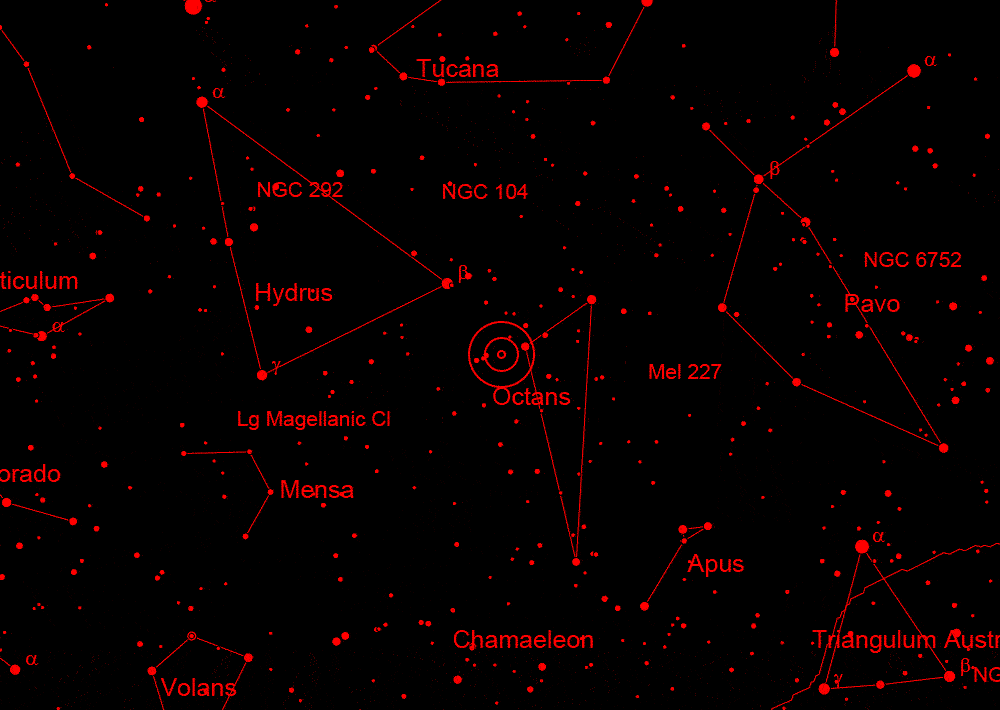 α
Tucana
α
α
β
NGC 292
NGC 104
NGC 6752
ticulum
β
Hydrus
Pavo
α
γ
Mel 227
Octans
Lg Magellanic Cl
orado
Mensa
α
Apus
Chamaeleon
Triangulum Austr
α
β
NG
Volans
γ